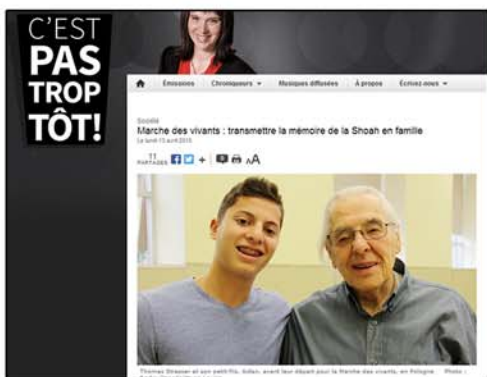 C'EST
PAS
TROP
TÔT!
Émissions Chroniqueurs Musiques diffusées À propos Écrivez-nous
Société
Marche des vivants : transmettre la mémoire de la Shoah en famille
Le lundi 13 avril 2015
11
PARTAGES
Thomas Strasser et son petit-fils, Aidan, avant leur départ pour la Marche des vivants, en Pologne. Photo :